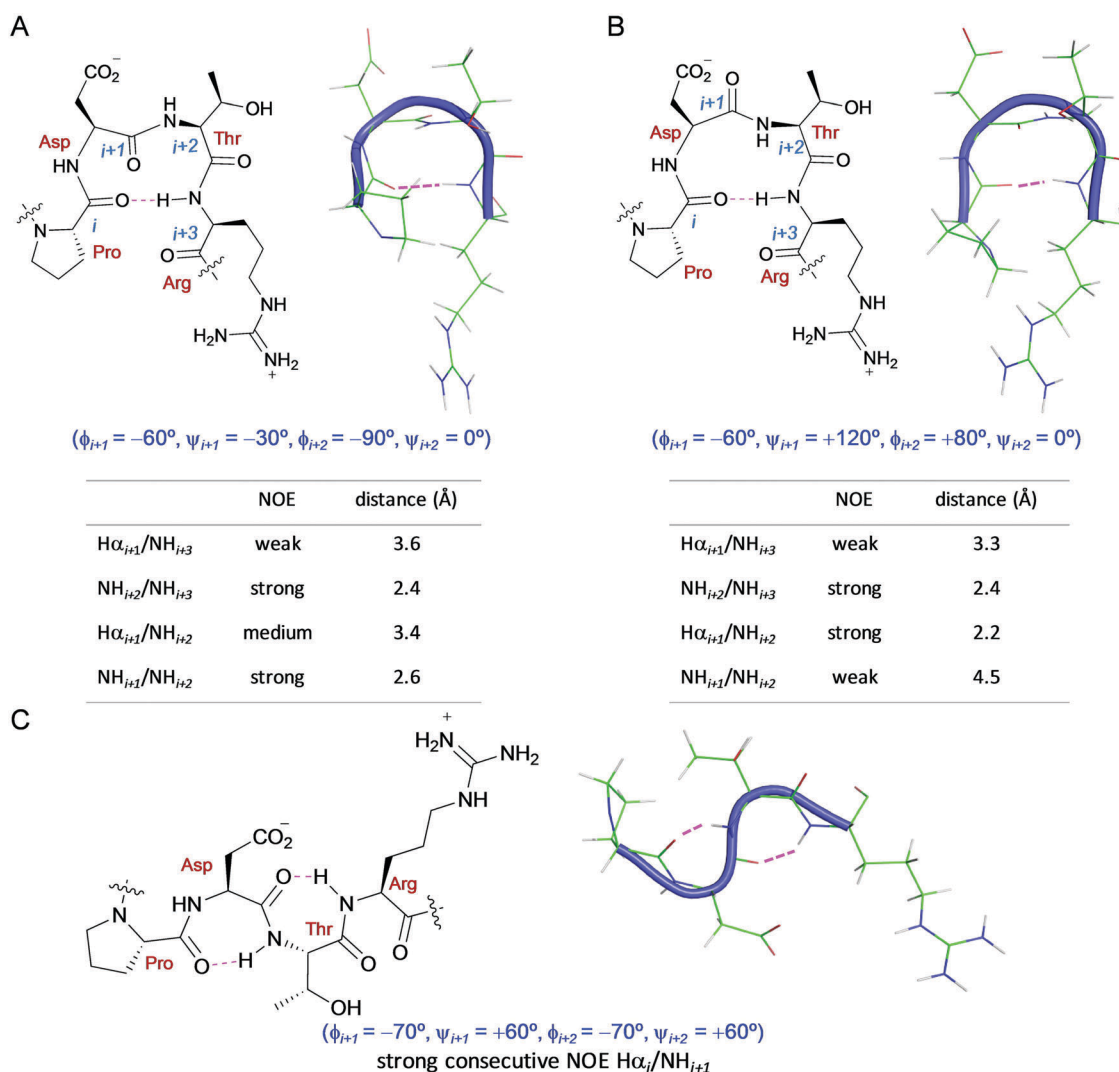 A
CO₂⁻
H
N
OH
Asp
i+1
O
i+2
Thr
HN
O
O
H
N
N
i
i+3
Pro
O
Arg
NH
H₂N
NH₂
+
(ϕi+1 = −60º, ψi+1 = −30º, ϕi+2 = −90º, ψi+2 = 0º)
NOE distance (Å)
Hαi+1/NHi+3 weak 3.6
NHi+2/NHi+3 strong 2.4
Hαi+1/NHi+2 medium 3.4
NHi+1/NHi+2 strong 2.6
B
CO₂⁻
O
i+1
OH
Asp
N
H
Thr
HN
i+2
O
O
H
N
N
i
i+3
Pro
O
Arg
NH
H₂N
NH₂
+
(ϕi+1 = −60º, ψi+1 = +120º, ϕi+2 = +80º, ψi+2 = 0º)
NOE distance (Å)
Hαi+1/NHi+3 weak 3.3
NHi+2/NHi+3 strong 2.4
Hαi+1/NHi+2 strong 2.2
NHi+1/NHi+2 weak 4.5
C
+
H₂N
NH₂
NH
CO₂⁻
Asp
O
H
Arg
N
HN
N
N
Thr
O
Pro
O
H
O
OH
(ϕi+1 = −70º, ψi+1 = +60º, ϕi+2 = −70º, ψi+2 = +60º)
strong consecutive NOE Hαi/NHi+1